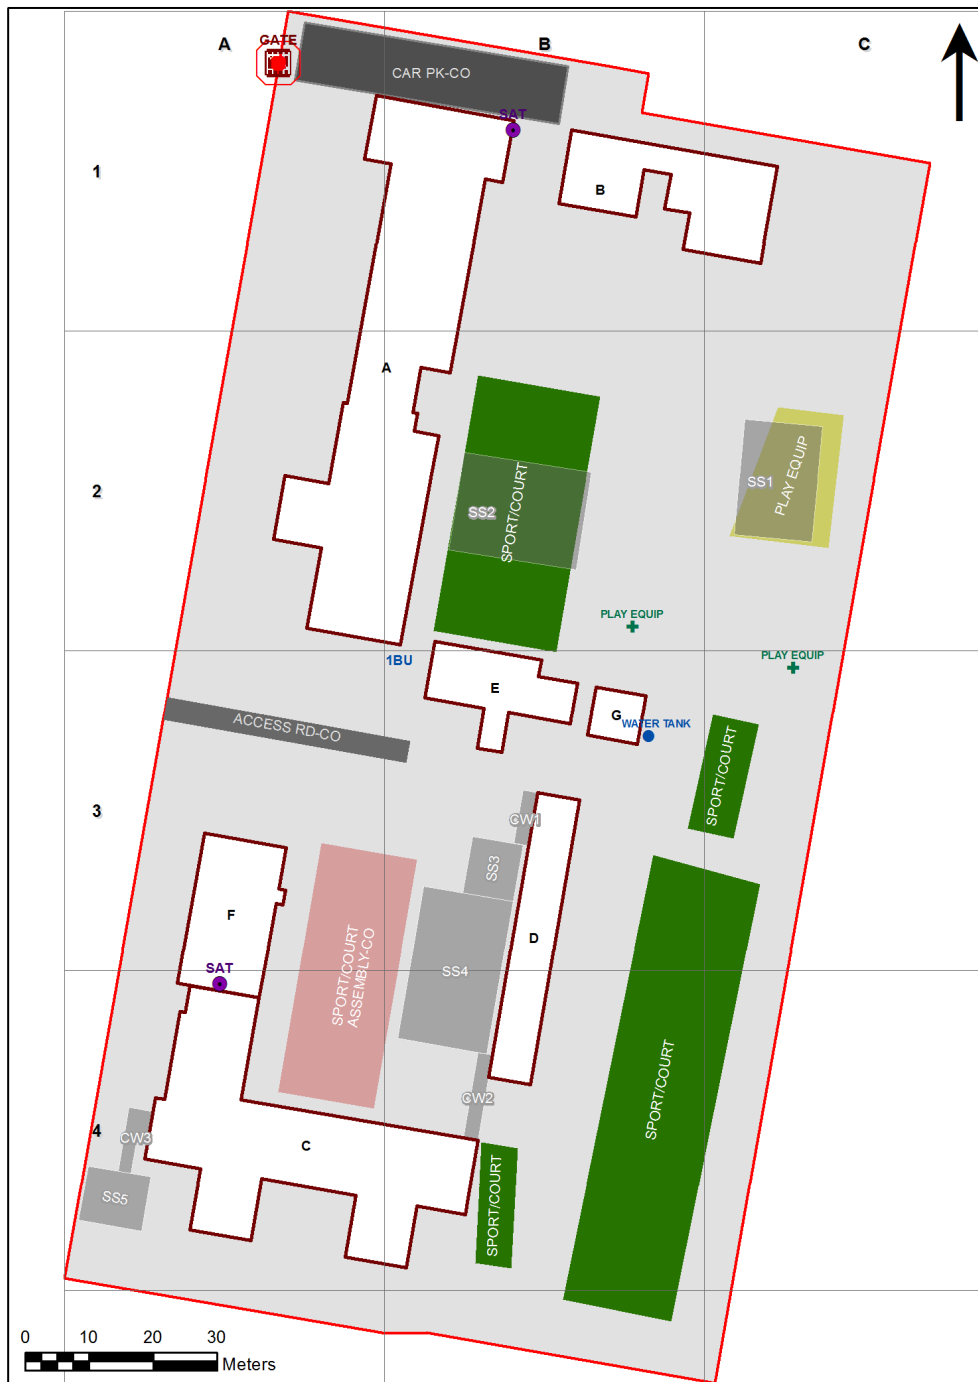 A
B
C
GATE
CAR PK-CO
SAT
1
B
A
2
SS2
SPORT/COURT
SS1
PLAY EQUIP
PLAY EQUIP
1BU
PLAY EQUIP
E
G
WATER TANK
ACCESS RD-CO
SPORT/COURT
3
CW1
SS3
F
SPORT/COURT
ASSEMBLY-CO
D
SS4
SAT
SPORT/COURT
CW2
4
CW3
C
SS5
SPORT/COURT
0 10 20 30
Meters